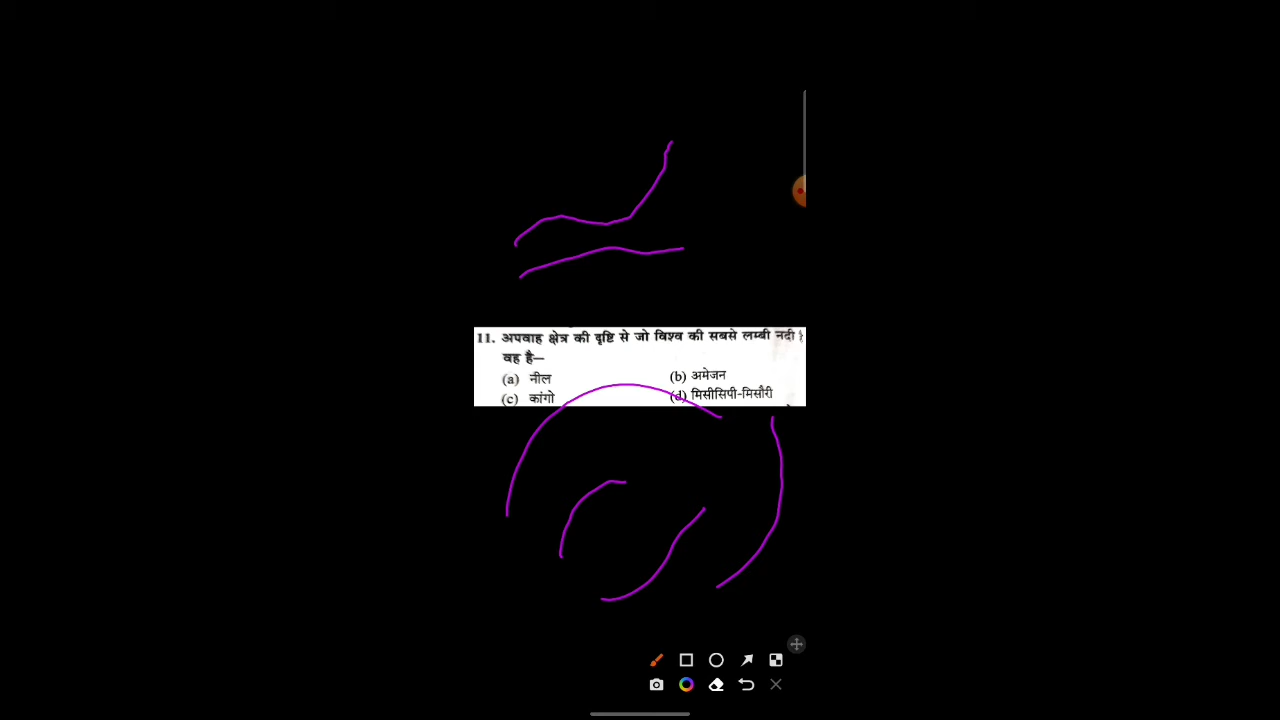 11. अपवाह क्षेत्र की दृष्टि से जो विश्व की सबसे लम्बी नदी
वह है—
(a) नील (b) अमेजन
(c) कांगो (d) मिसीसिपी-मिसौरी